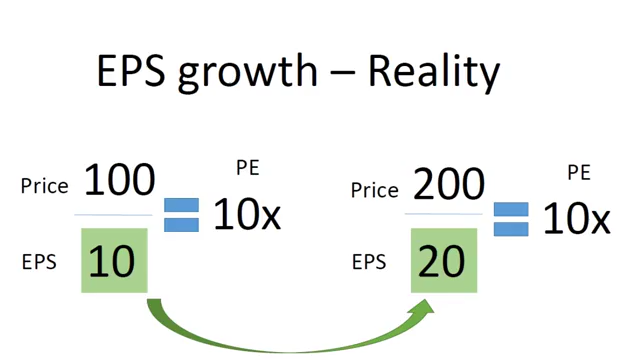 EPS growth – Reality
PE
Price 100
10x
EPS 10
PE
Price 200
10x
EPS 20